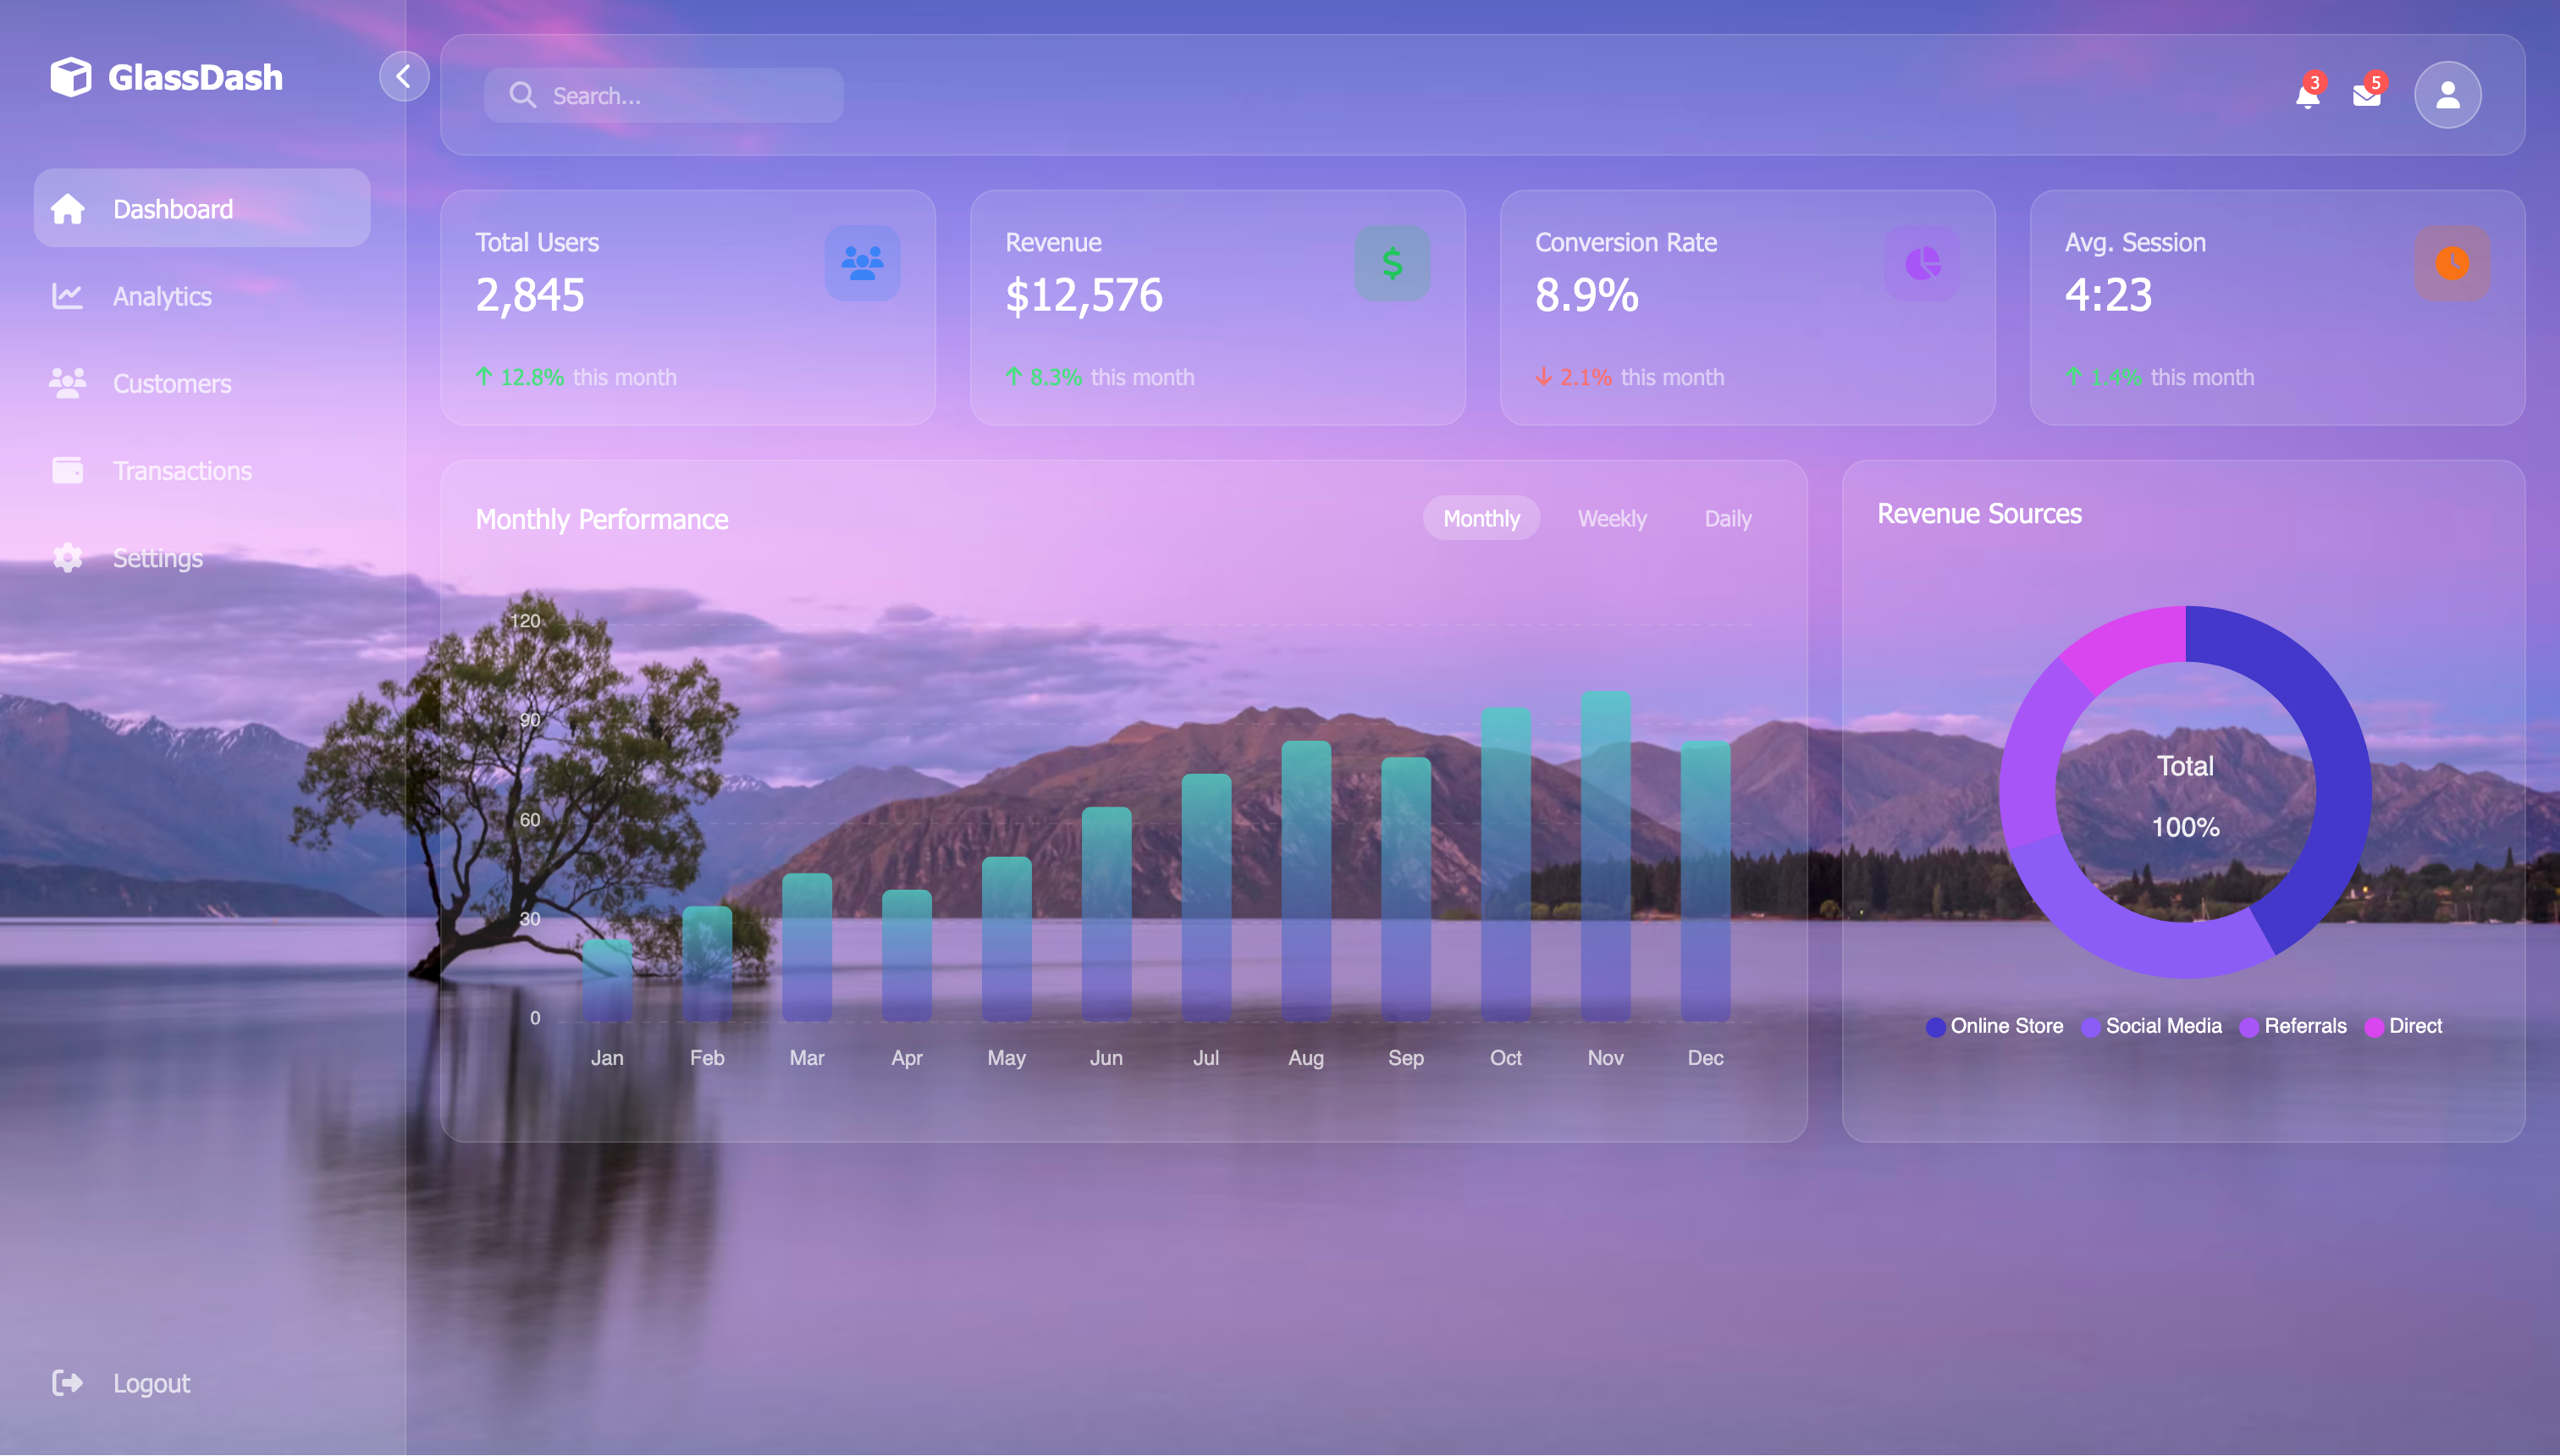 GlassDash
Search...
3
5
Dashboard
Analytics
Customers
Transactions
Settings
Logout
Total Users
2,845
12.8% this month
Revenue
$12,576
8.3% this month
Conversion Rate
8.9%
2.1% this month
Avg. Session
4:23
1.4% this month
Monthly Performance
Monthly Weekly Daily
120
90
60
30
0
Jan Feb Mar Apr May Jun Jul Aug Sep Oct Nov Dec
Revenue Sources
Total
100%
Online Store Social Media Referrals Direct